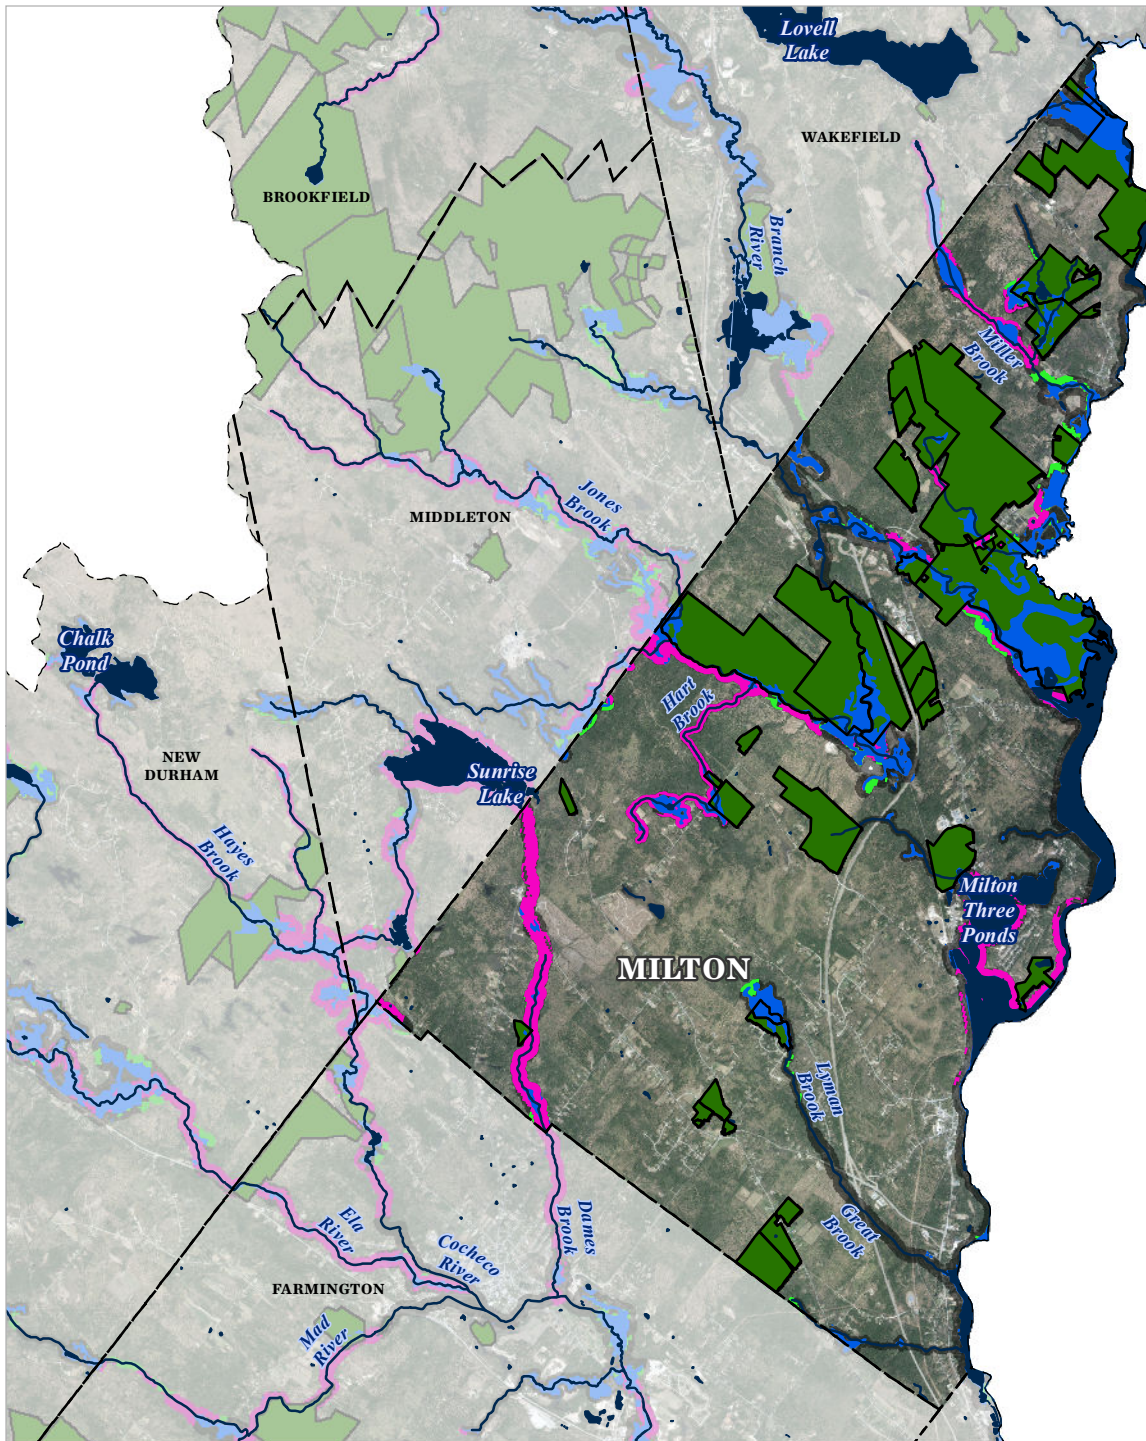 Lovell
Lake
WAKEFIELD
BROOKFIELD
Branch
River
Miller
Brook
Jones
Brook
MIDDLETON
Chalk
Pond
Hart
Brook
NEW
DURHAM
Sunrise
Lake
Hayes
Brook
Milton
Three
Ponds
MILTON
Lyman
Brook
Great
Brook
Dames
Brook
Ela
River
Cocheco
River
FARMINGTON
Mad
River